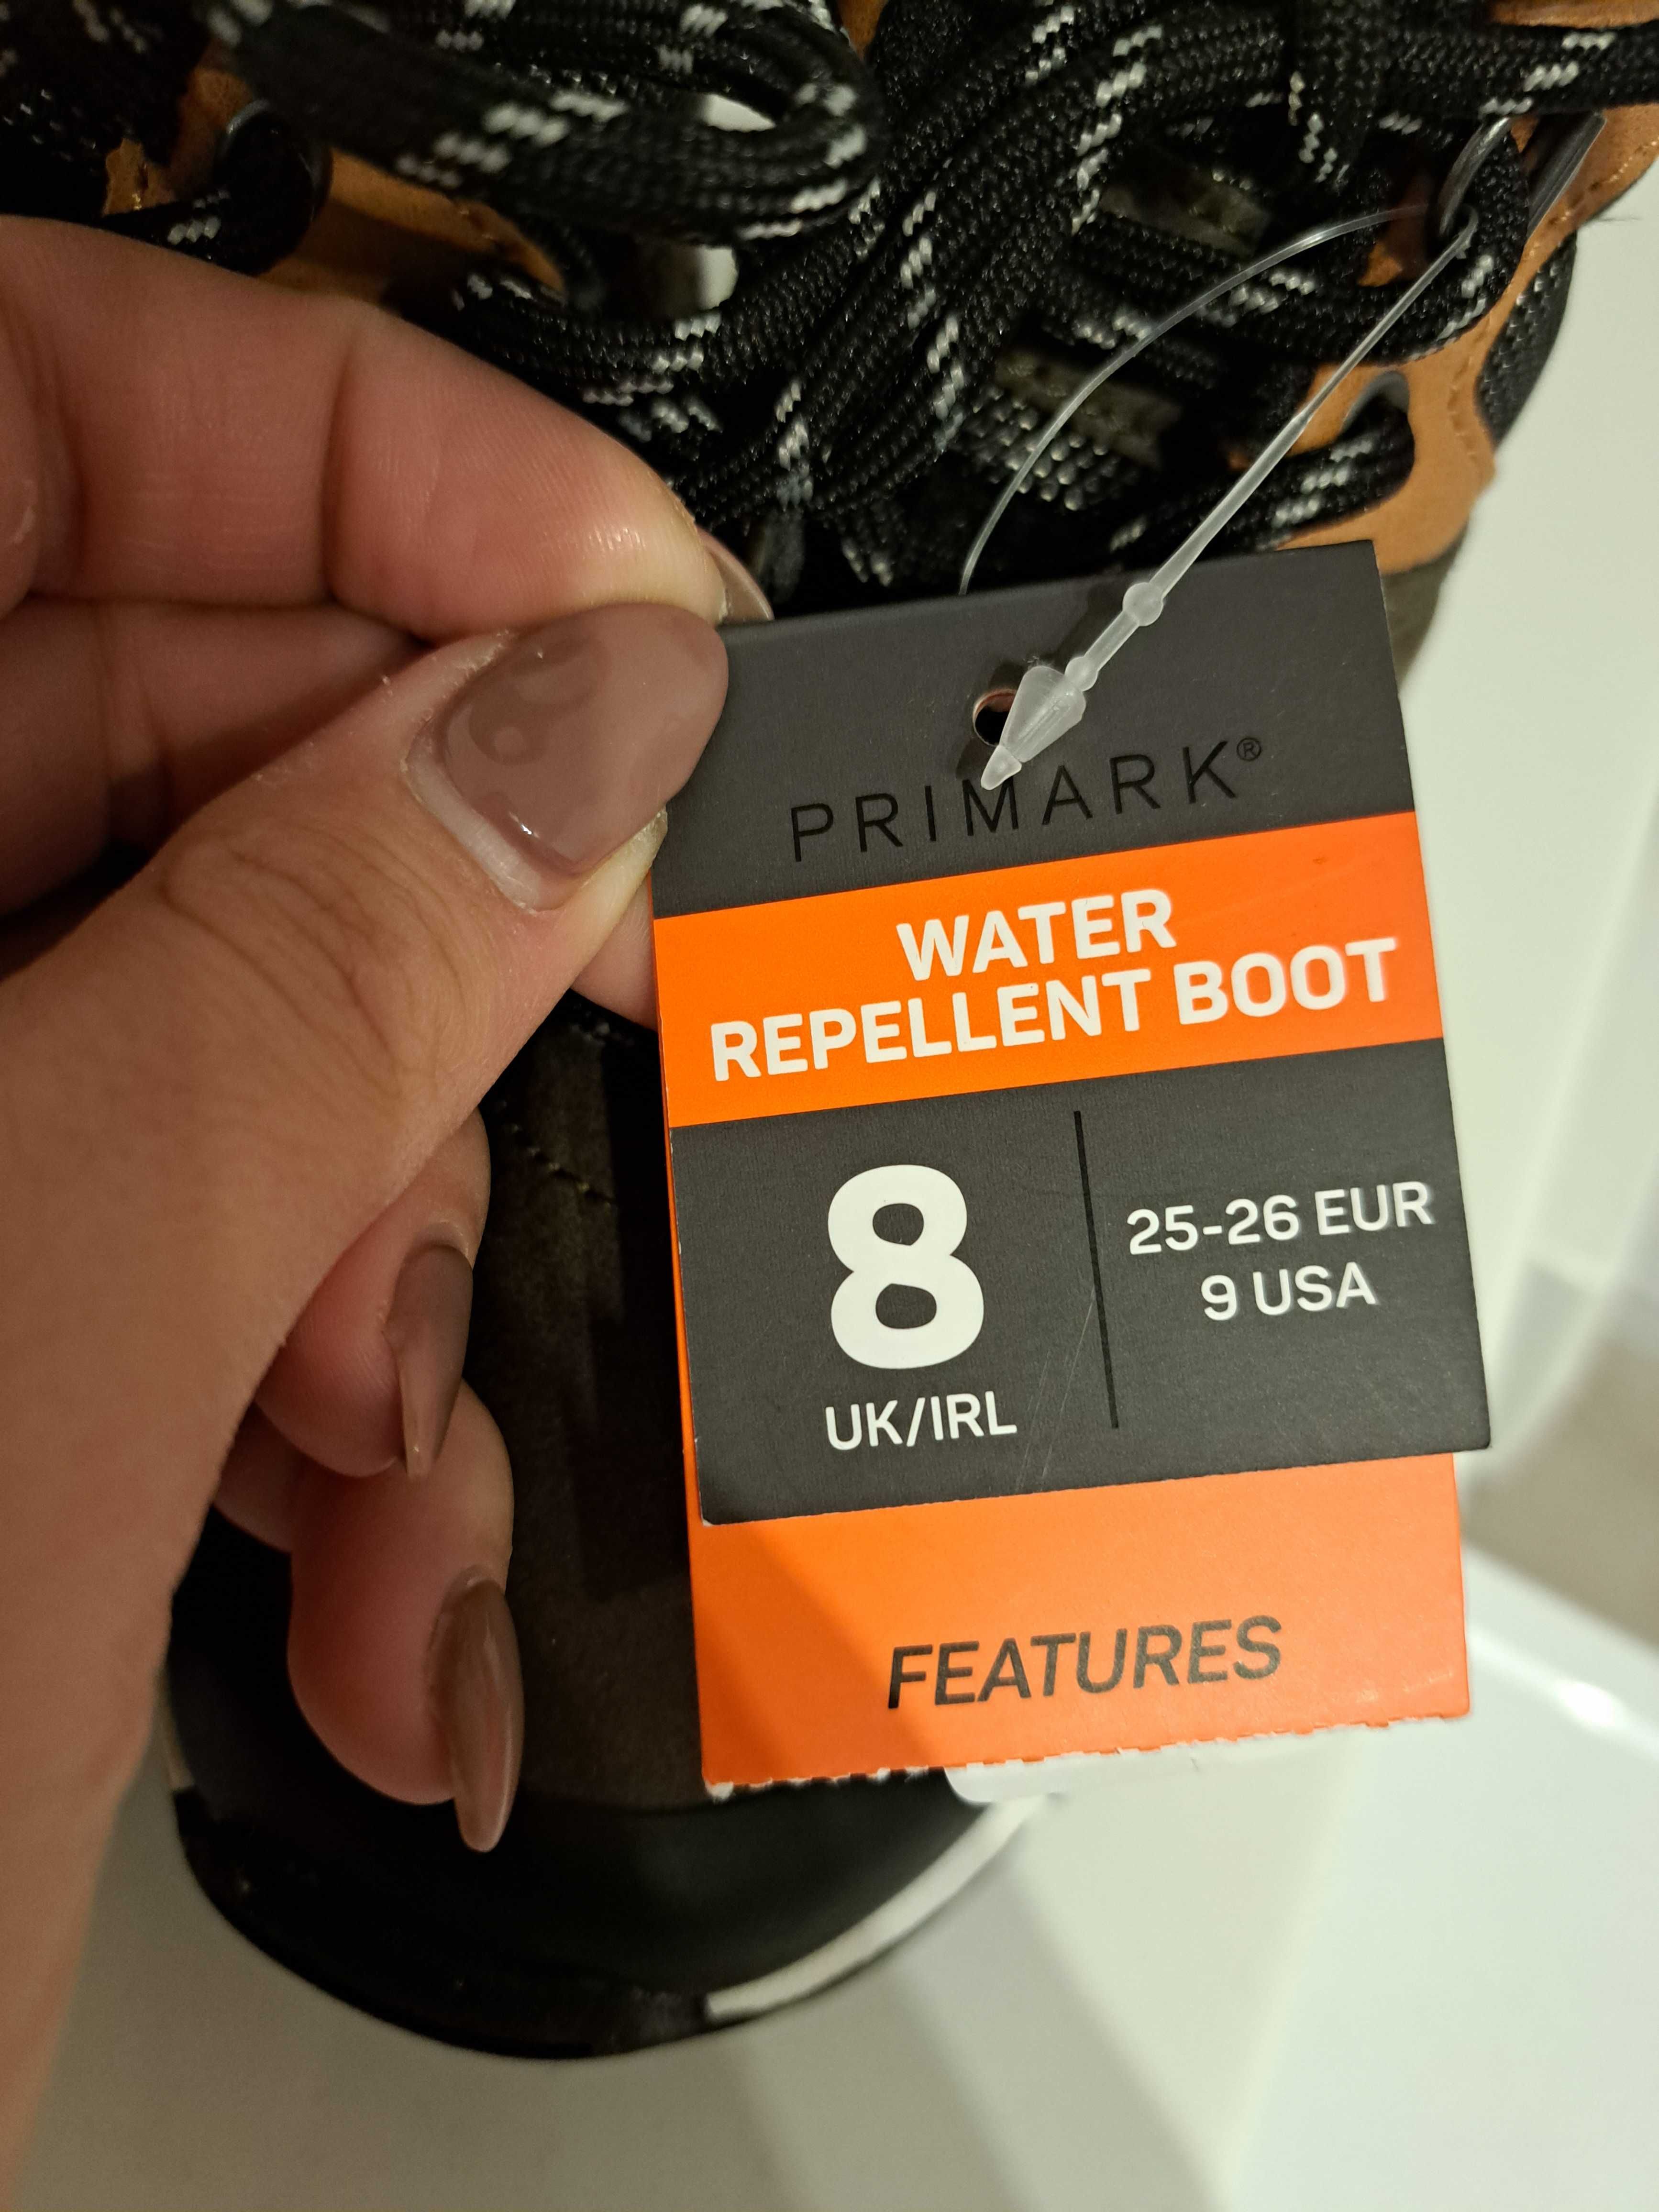 PRIMARK®
WATER
REPELLENT BOOT
8
UK/IRL
25-26 EUR
9 USA
FEATURES